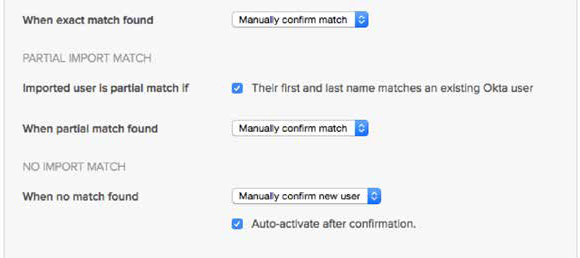 When exact match found Manually confirm match
PARTIAL IMPORT MATCH
Imported user is partial match if Their first and last name matches an existing Okta user
When partial match found Manually confirm match
NO IMPORT MATCH
When no match found Manually confirm new user
Auto-activate after confirmation.